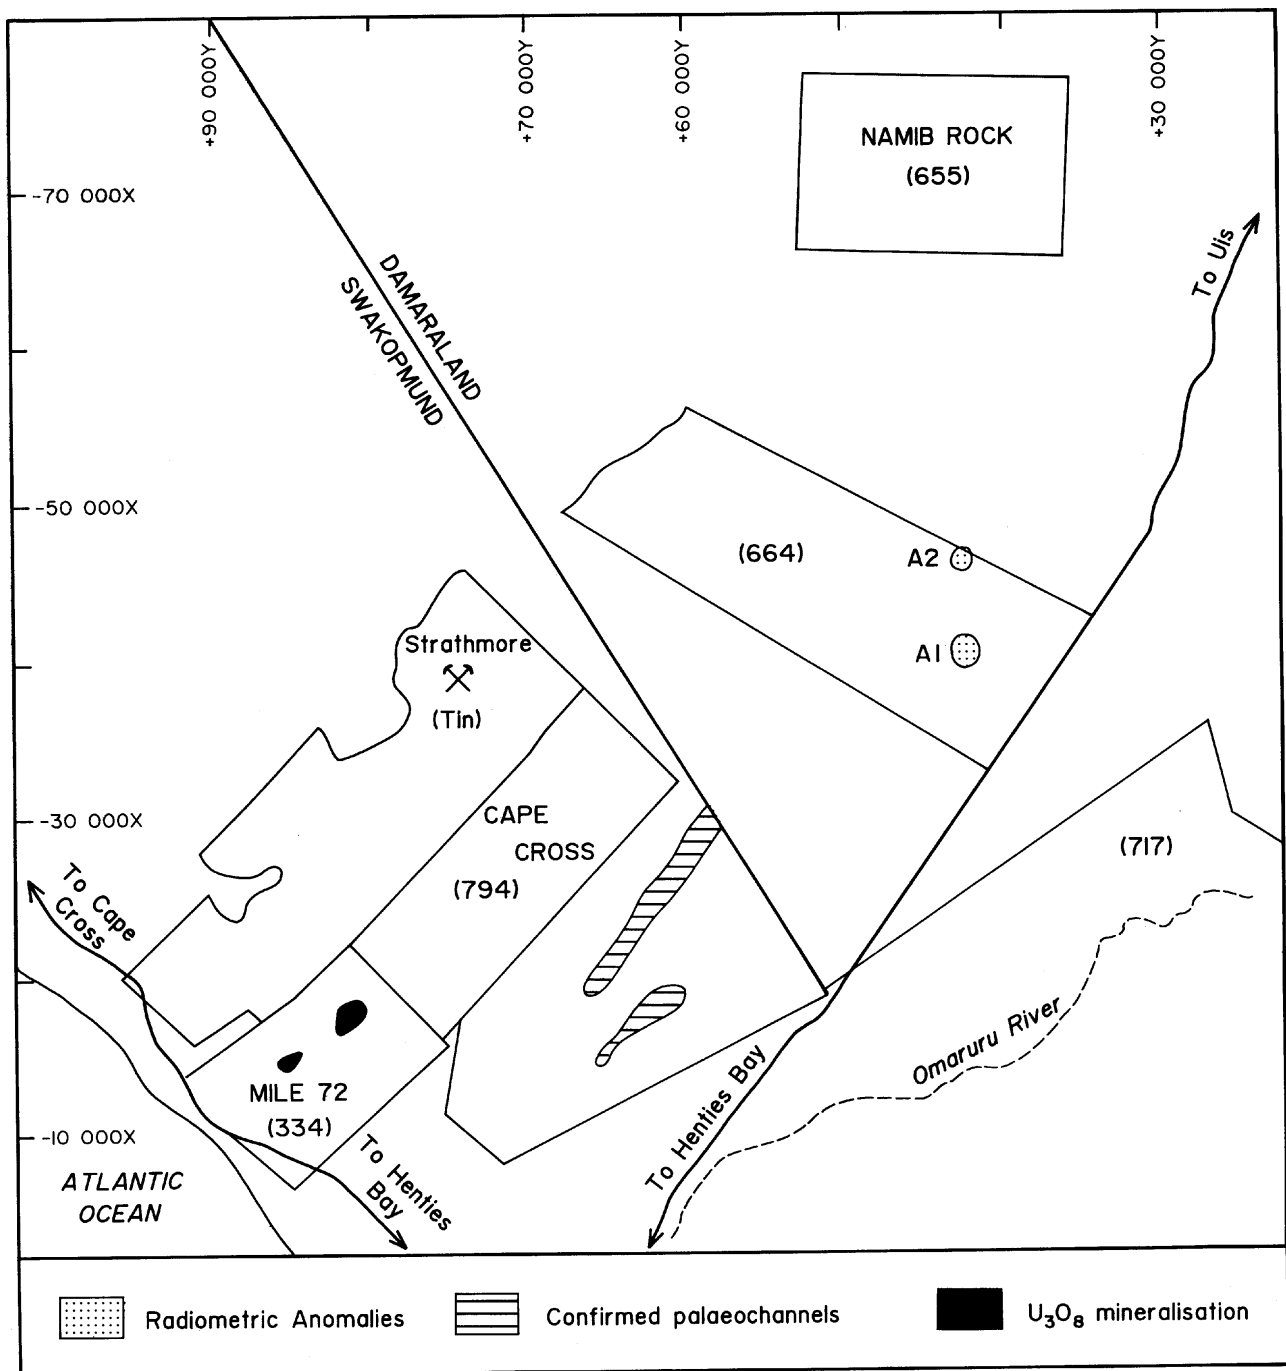 +90 000Y
+70 000Y
+60 000Y
+30 000Y
NAMIB ROCK
(655)
-70 000X
To Uis
DAMARALAND
SWAKOPMUND
-50 000X
(664)
A2
A1
Strathmore
(Tin)
-30 000X
CAPE
CROSS
(794)
(717)
To Cape
Cross
Omaruru River
MILE 72
(334)
-10 000X
To Henties
Bay
To Henties Bay
ATLANTIC
OCEAN
Radiometric Anomalies
Confirmed palaeochannels
U₃O₈ mineralisation